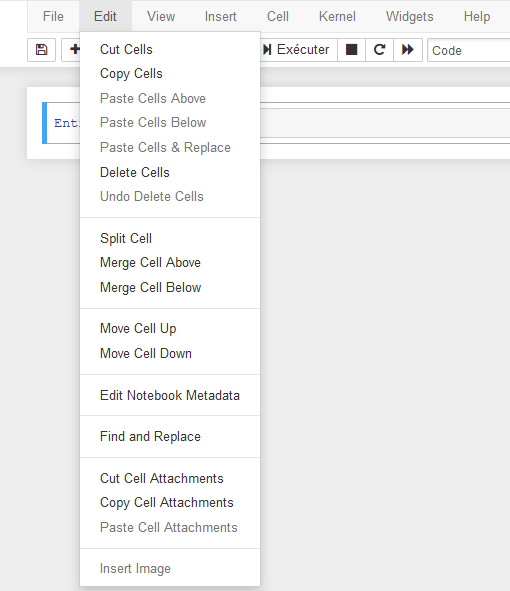 File Edit View Insert Cell Kernel Widgets Help
Exécuter Code
Cut Cells
Copy Cells
Paste Cells Above
Paste Cells Below
Paste Cells & Replace
Delete Cells
Undo Delete Cells
Split Cell
Merge Cell Above
Merge Cell Below
Move Cell Up
Move Cell Down
Edit Notebook Metadata
Find and Replace
Cut Cell Attachments
Copy Cell Attachments
Paste Cell Attachments
Insert Image